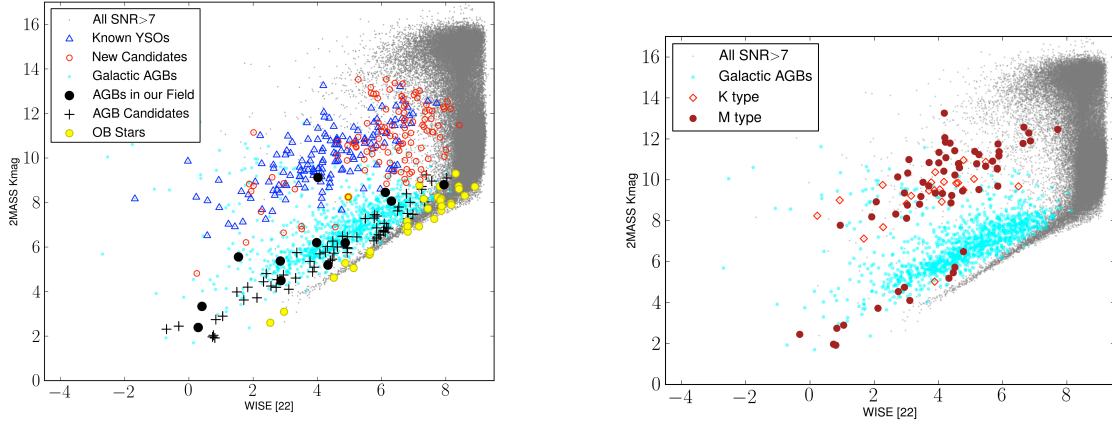 16
14
12
10
8
6
4
2
0
2MASS Kmag
All SNR>7
Known YSOs
New Candidates
Galactic AGBs
AGBs in our Field
AGB Candidates
OB Stars
−4 −2 0 2 4 6 8
WISE [22]
16
14
12
10
8
6
4
2
0
2MASS Kmag
All SNR>7
Galactic AGBs
K type
M type
−4 −2 0 2 4 6 8
WISE [22]